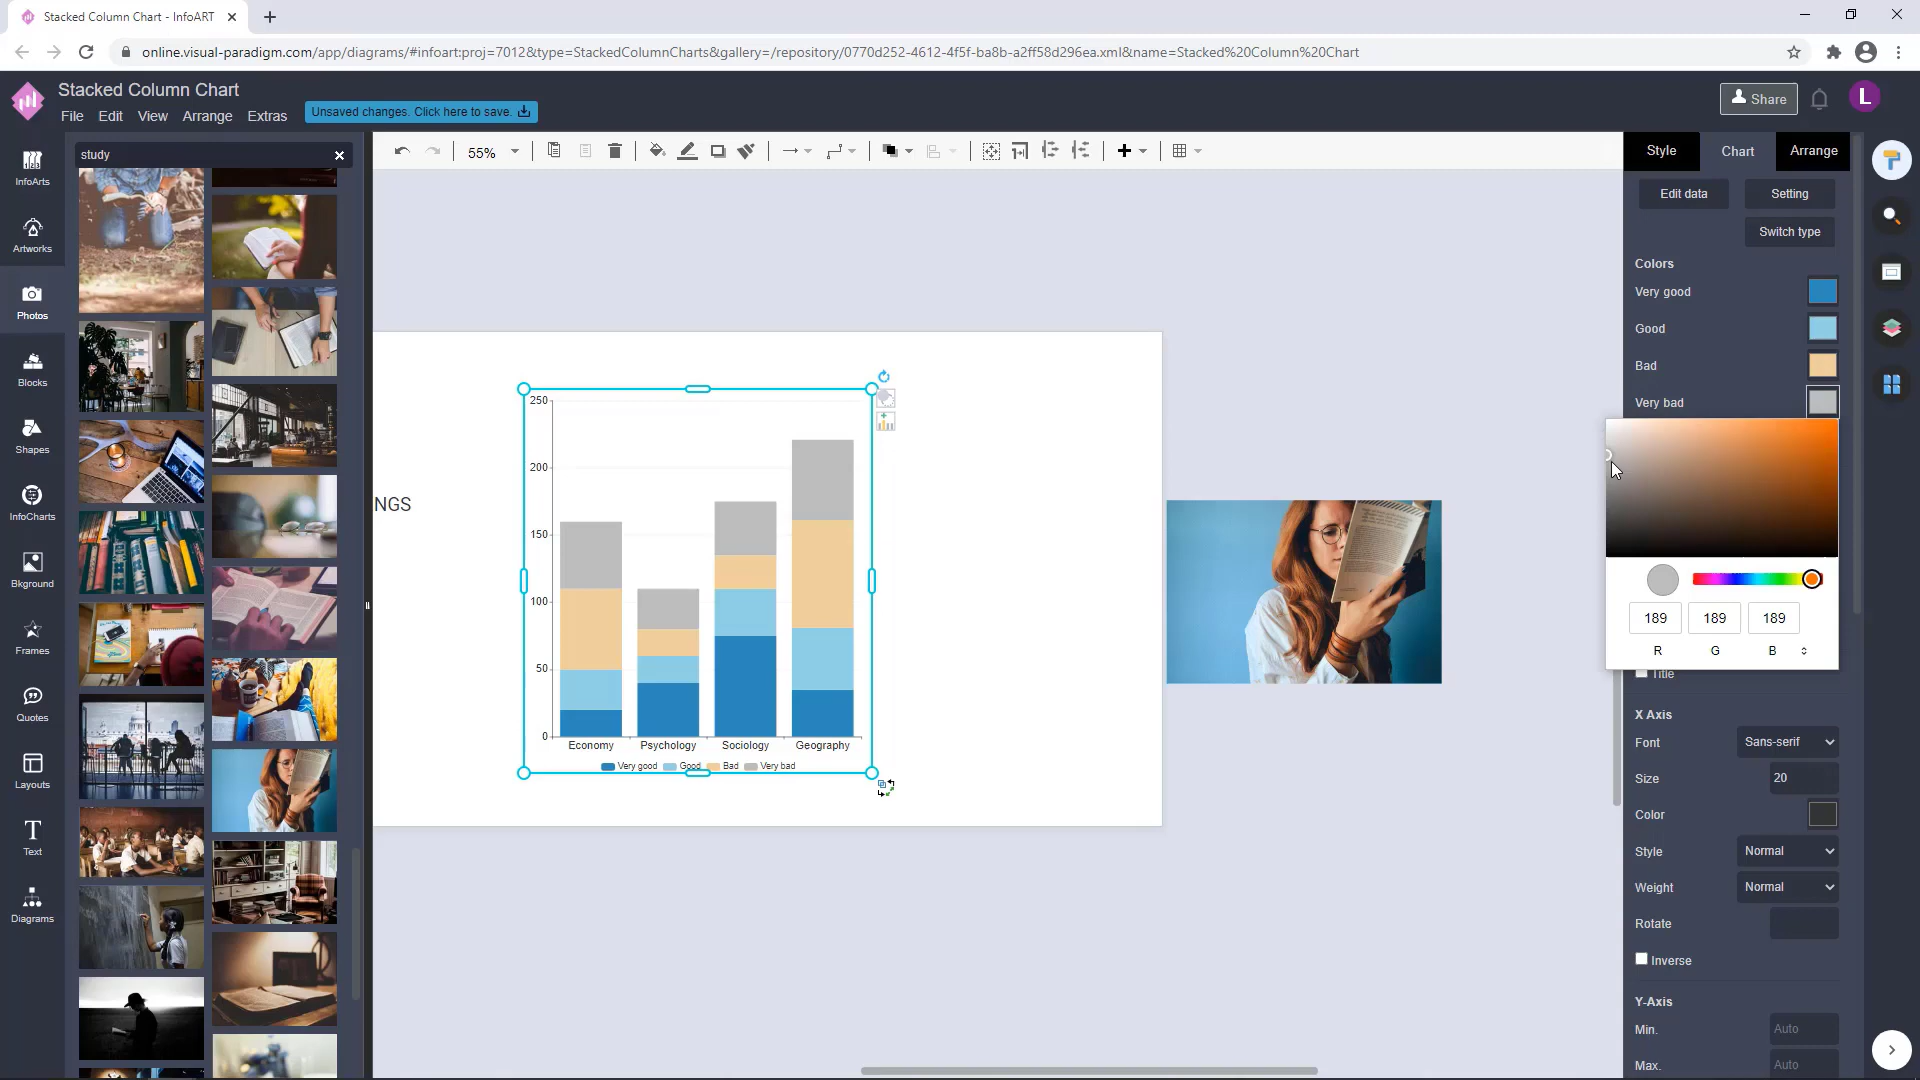 Stacked Column Chart - InfoART
online.visual-paradigm.com/app/diagrams/#infoart:proj=7012&type=StackedColumnCharts&gallery=/repository/0770d252-4612-4f5f-ba8b-a2ff58d296ea.xml&name=Stacked%20Column%20Chart
Stacked Column Chart
File Edit View Arrange Extras
Unsaved changes. Click here to save.
Share
L
InfoArts
Artworks
Photos
Blocks
Shapes
InfoCharts
Bkground
Frames
Quotes
Layouts
T
Text
Diagrams
study
55%
NGS
250
200
150
100
50
0
Economy Psychology Sociology Geography
Very good Good Bad Very bad
Style Chart Arrange
Edit data Setting
Switch type
Colors
Very good
Good
Bad
Very bad
189 189 189
R G B
Title
X Axis
Font Sans-serif
Size 20
Color
Style Normal
Weight Normal
Rotate
Inverse
Y-Axis
Min. Auto
Max. Auto